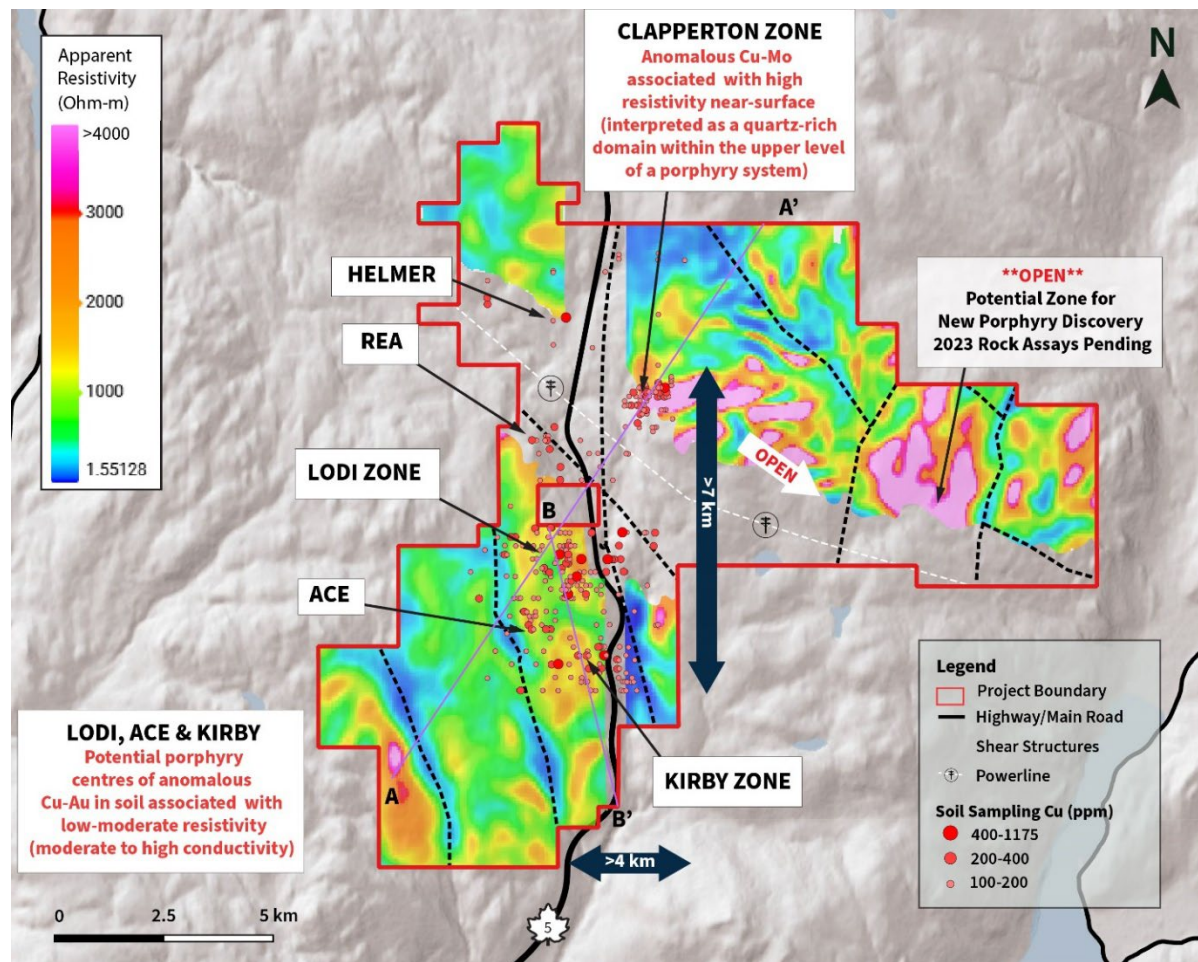 Apparent
Resistivity
(Ohm-m)
>4000
3000
2000
1000
1.55128
CLAPPERTON ZONE
Anomalous Cu-Mo
associated with high
resistivity near-surface
(interpreted as a quartz-rich
domain within the upper level
of a porphyry system)
N
A'
HELMER
REA
LODI ZONE
B
ACE
**OPEN**
Potential Zone for
New Porphyry Discovery
2023 Rock Assays Pending
OPEN
>7 km
LODI, ACE & KIRBY
Potential porphyry
centres of anomalous
Cu-Au in soil associated with
low-moderate resistivity
(moderate to high conductivity)
A
KIRBY ZONE
B'
>4 km
5
0 2.5 5 km
Legend
Project Boundary
Highway/Main Road
Shear Structures
Powerline
Soil Sampling Cu (ppm)
400-1175
200-400
100-200